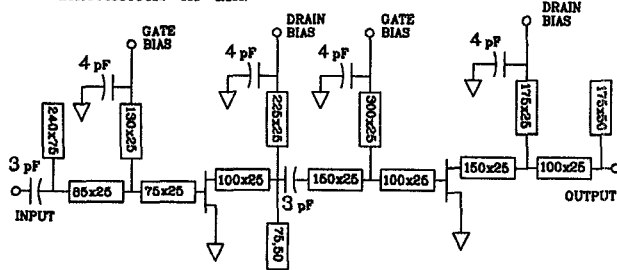 GATE BIAS
DRAIN BIAS
GATE BIAS
DRAIN BIAS
4 pF
4 pF
4 pF
4 pF
240x75
130x25
225x25
300x25
175x25
175x50
3 pF
85x25
75x25
100x25
3 pF
150x25
100x25
150x25
100x25
INPUT
OUTPUT
75,50